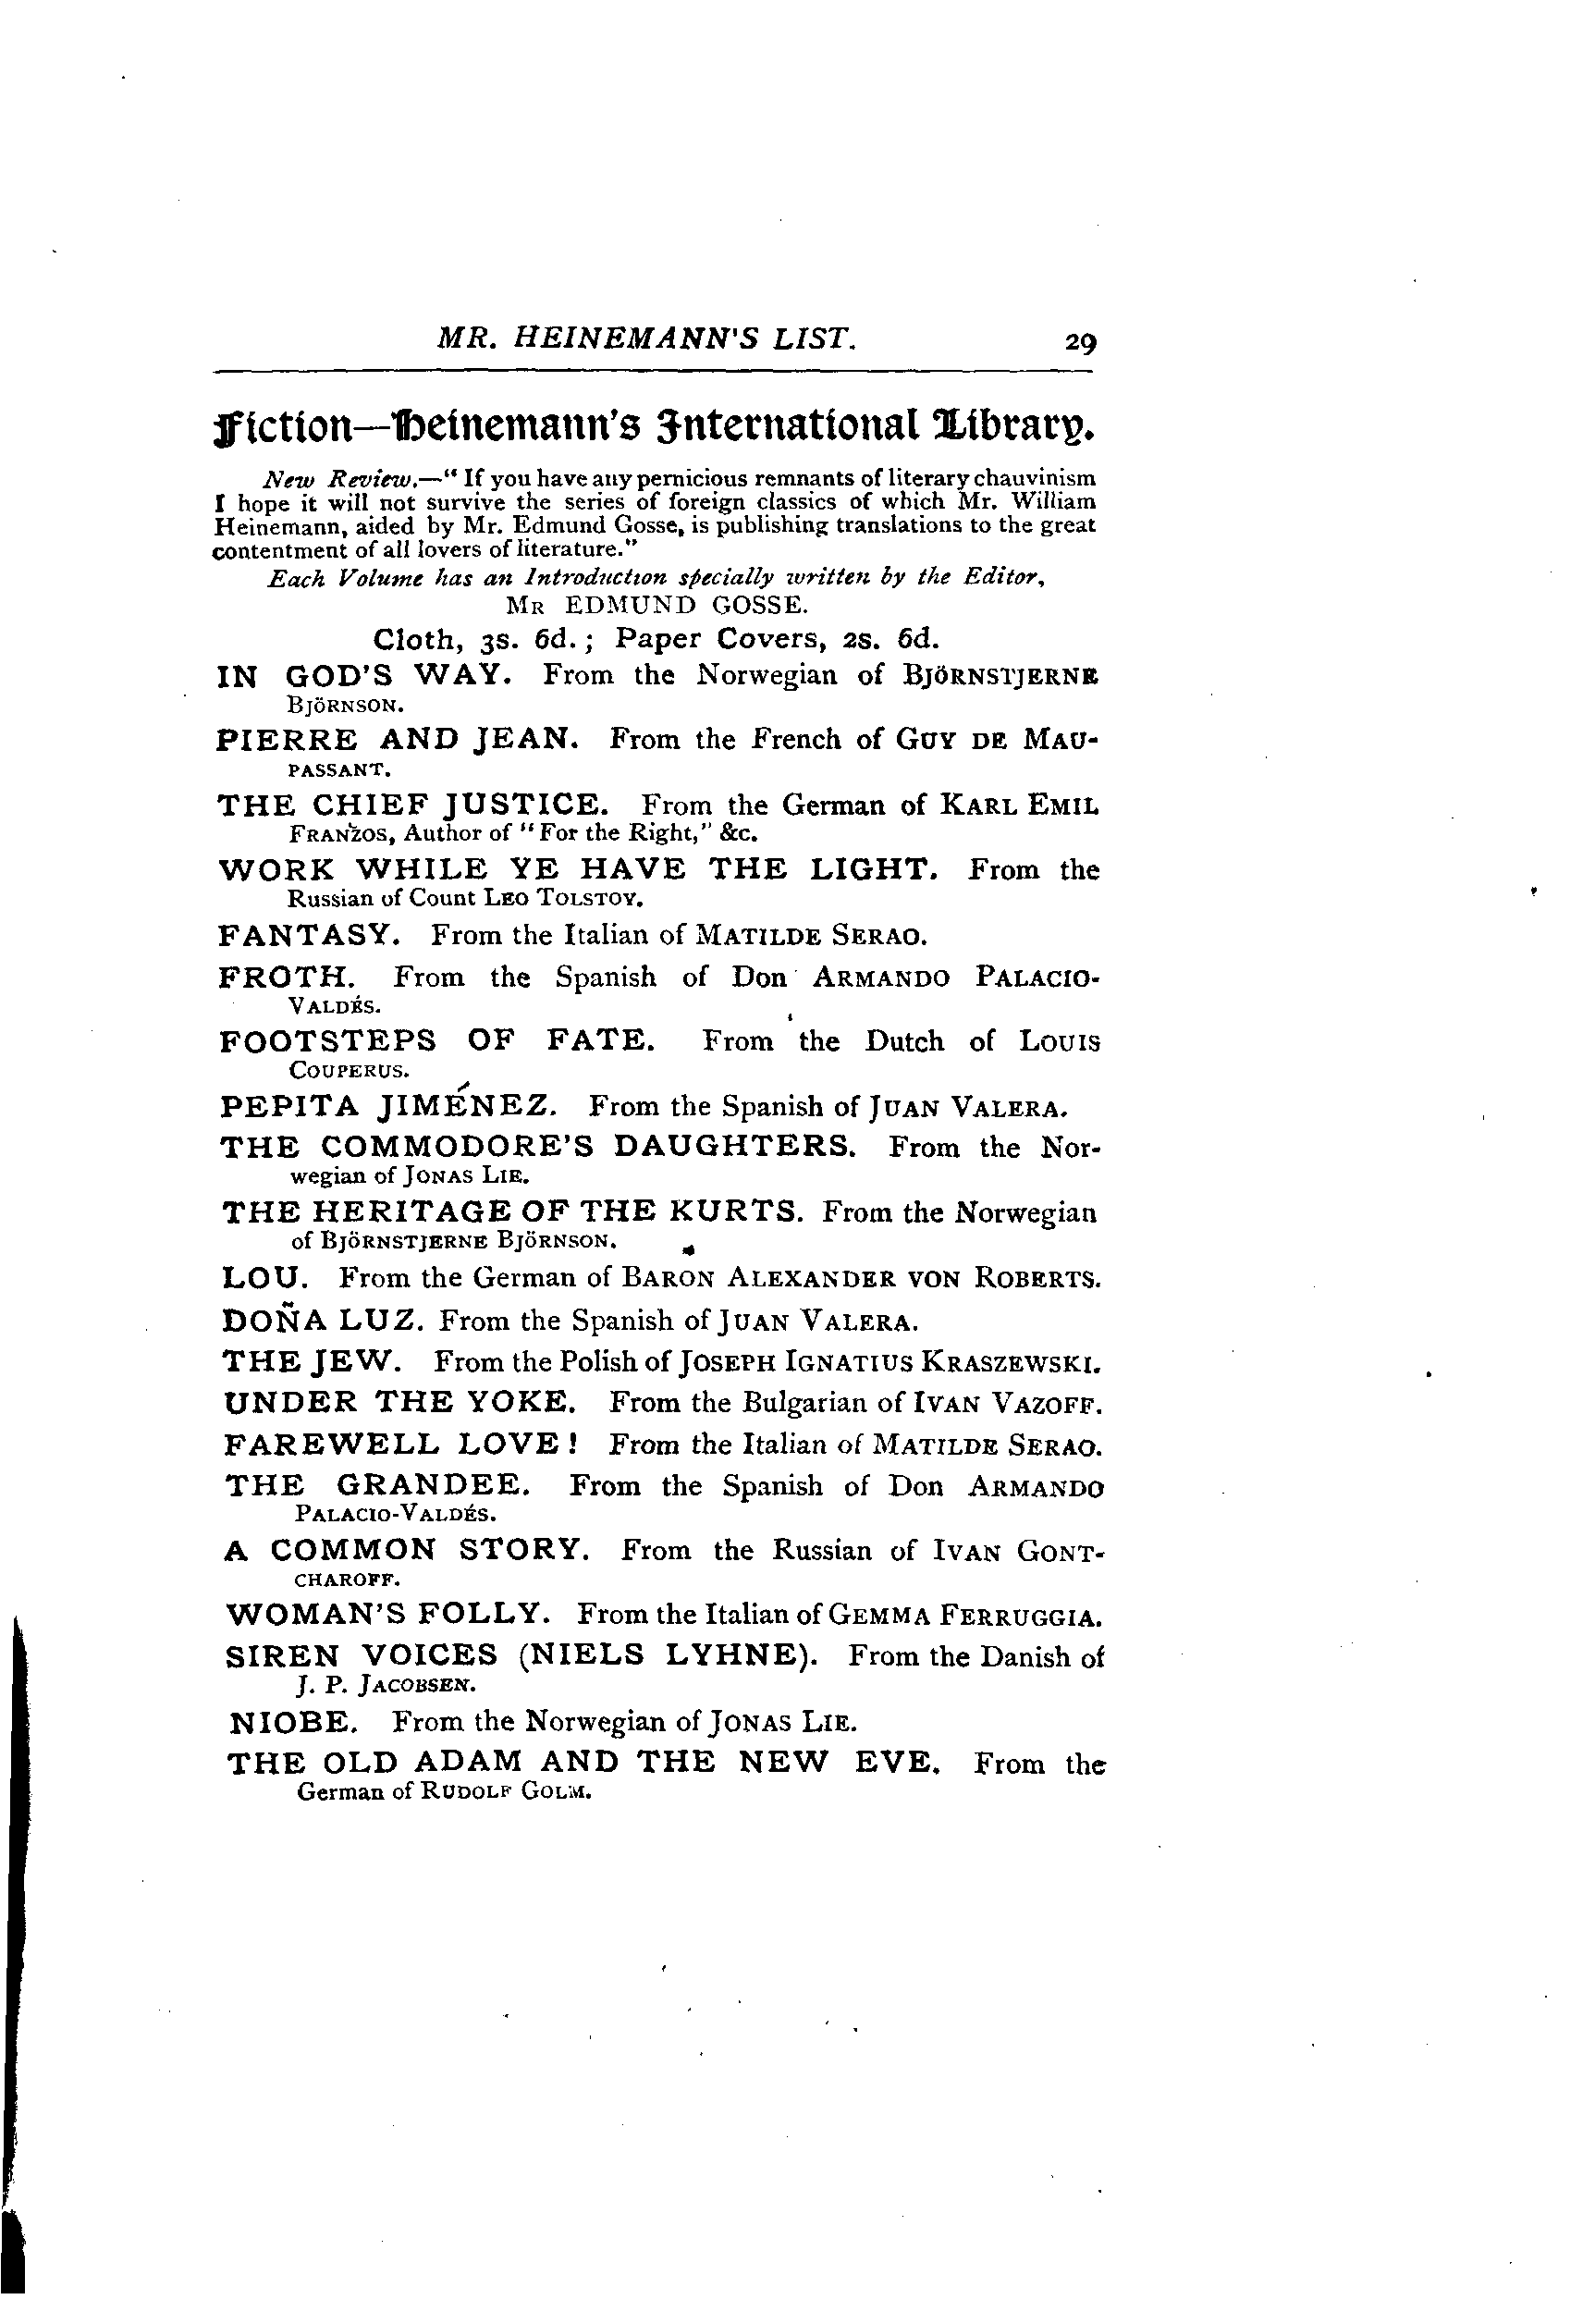 MR. HEINEMANN'S LIST. 29
Fiction—Heinemann's International Library.
New Review.—" If you have any pernicious remnants of literary chauvinism
I hope it will not survive the series of foreign classics of which Mr. William
Heinemann, aided by Mr. Edmund Gosse, is publishing translations to the great
contentment of all lovers of literature."
Each Volume has an Introduction specially written by the Editor,
MR EDMUND GOSSE.
Cloth, 3s. 6d.; Paper Covers, 2s. 6d.
IN GOD'S WAY. From the Norwegian of BJÖRNSTJERNE
BJÖRNSON.
PIERRE AND JEAN. From the French of GUY DE MAU-
PASSANT.
THE CHIEF JUSTICE. From the German of KARL EMIL
FRANZOS, Author of "For the Right," &c.
WORK WHILE YE HAVE THE LIGHT. From the
Russian of Count LEO TOLSTOY.
FANTASY. From the Italian of MATILDE SERAO.
FROTH. From the Spanish of Don ARMANDO PALACIO-
VALDÉS.
FOOTSTEPS OF FATE. From the Dutch of LOUIS
COUPERUS.
PEPITA JIMÉNEZ. From the Spanish of JUAN VALERA.
THE COMMODORE'S DAUGHTERS. From the Nor-
wegian of JONAS LIE.
THE HERITAGE OF THE KURTS. From the Norwegian
of BJÖRNSTJERNE BJÖRNSON.
LOU. From the German of BARON ALEXANDER VON ROBERTS.
DOÑA LUZ. From the Spanish of JUAN VALERA.
THE JEW. From the Polish of JOSEPH IGNATIUS KRASZEWSKI.
UNDER THE YOKE. From the Bulgarian of IVAN VAZOFF.
FAREWELL LOVE! From the Italian of MATILDE SERAO.
THE GRANDEE. From the Spanish of Don ARMANDO
PALACIO-VALDÉS.
A COMMON STORY. From the Russian of IVAN GONT-
CHAROFF.
WOMAN'S FOLLY. From the Italian of GEMMA FERRUGGIA.
SIREN VOICES (NIELS LYHNE). From the Danish of
J. P. JACOBSEN.
NIOBE. From the Norwegian of JONAS LIE.
THE OLD ADAM AND THE NEW EVE. From the
German of RUDOLF GOLM.